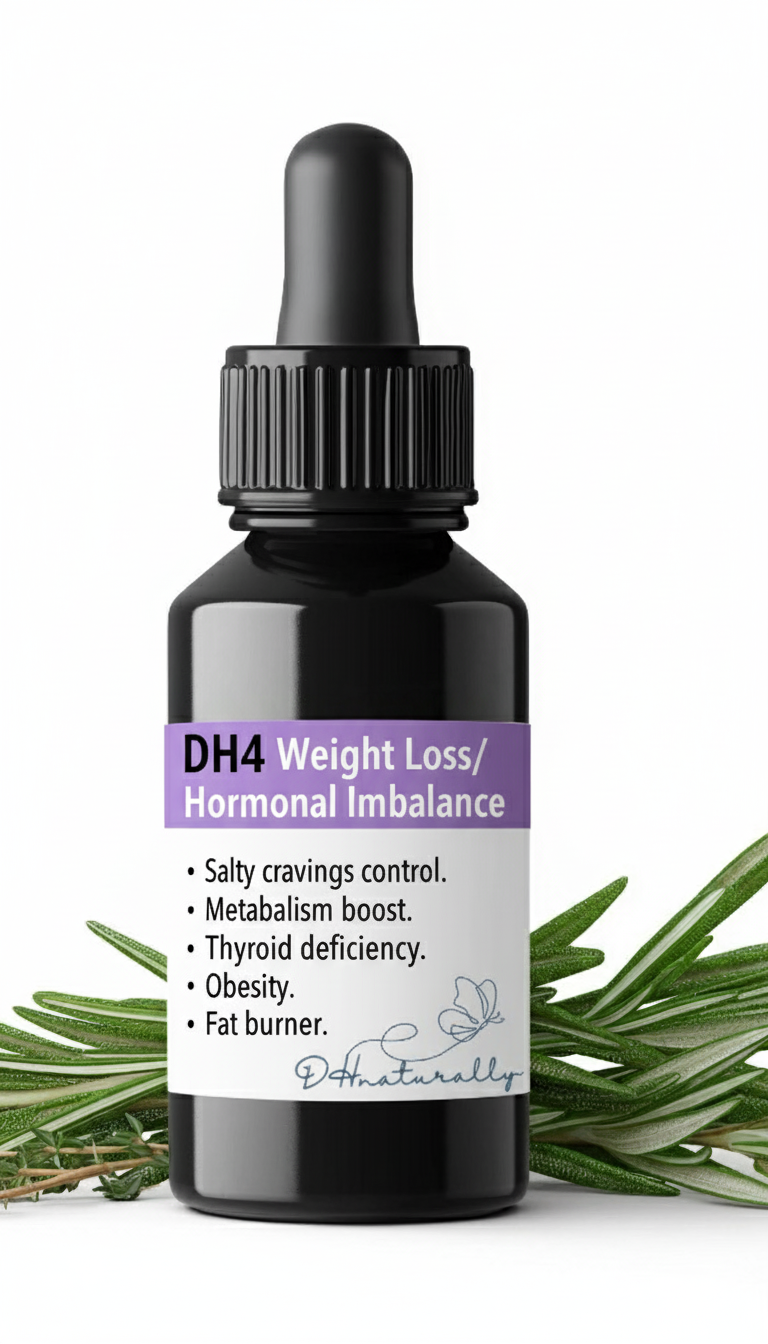 DH4 Weight Loss/
Hormonal Imbalance
• Salty cravings control.
• Metabalism boost.
• Thyroid deficiency.
• Obesity.
• Fat burner.
DHnaturally